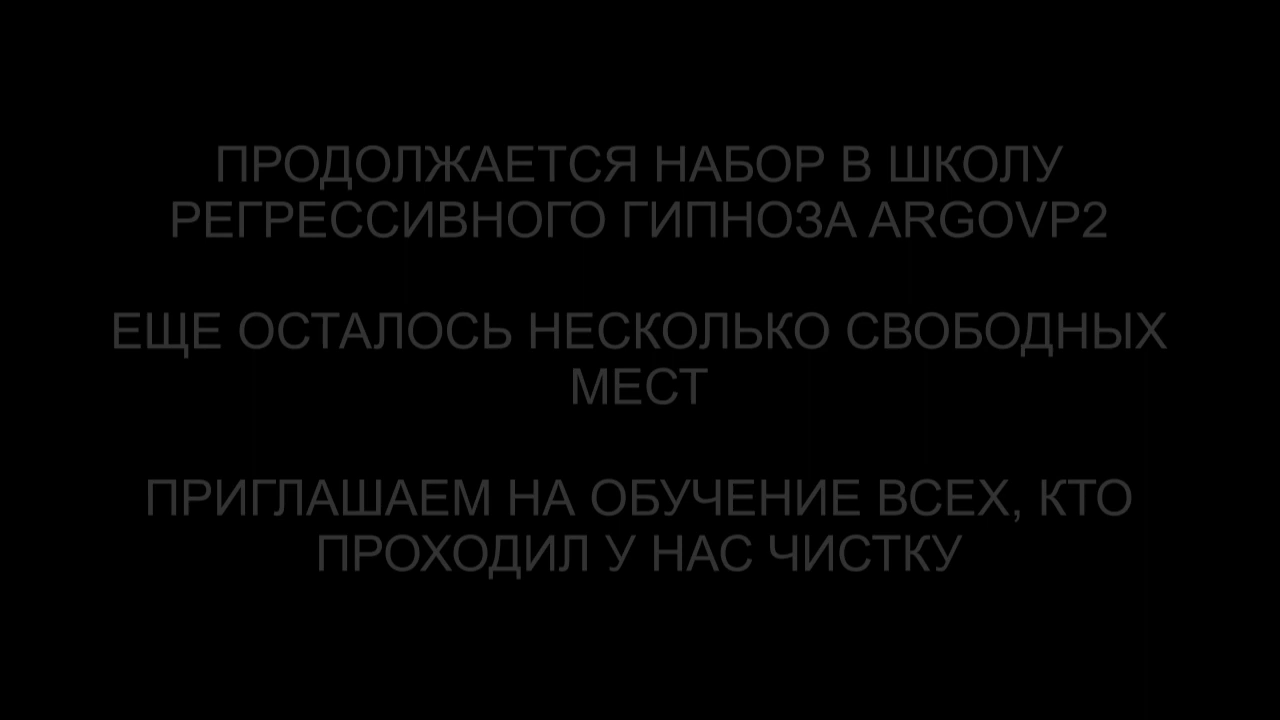 ПРОДОЛЖАЕТСЯ НАБОР В ШКОЛУ
РЕГРЕССИВНОГО ГИПНОЗА ARGOVP2
ЕЩЕ ОСТАЛОСЬ НЕСКОЛЬКО СВОБОДНЫХ
МЕСТ
ПРИГЛАШАЕМ НА ОБУЧЕНИЕ ВСЕХ, КТО
ПРОХОДИЛ У НАС ЧИСТКУ